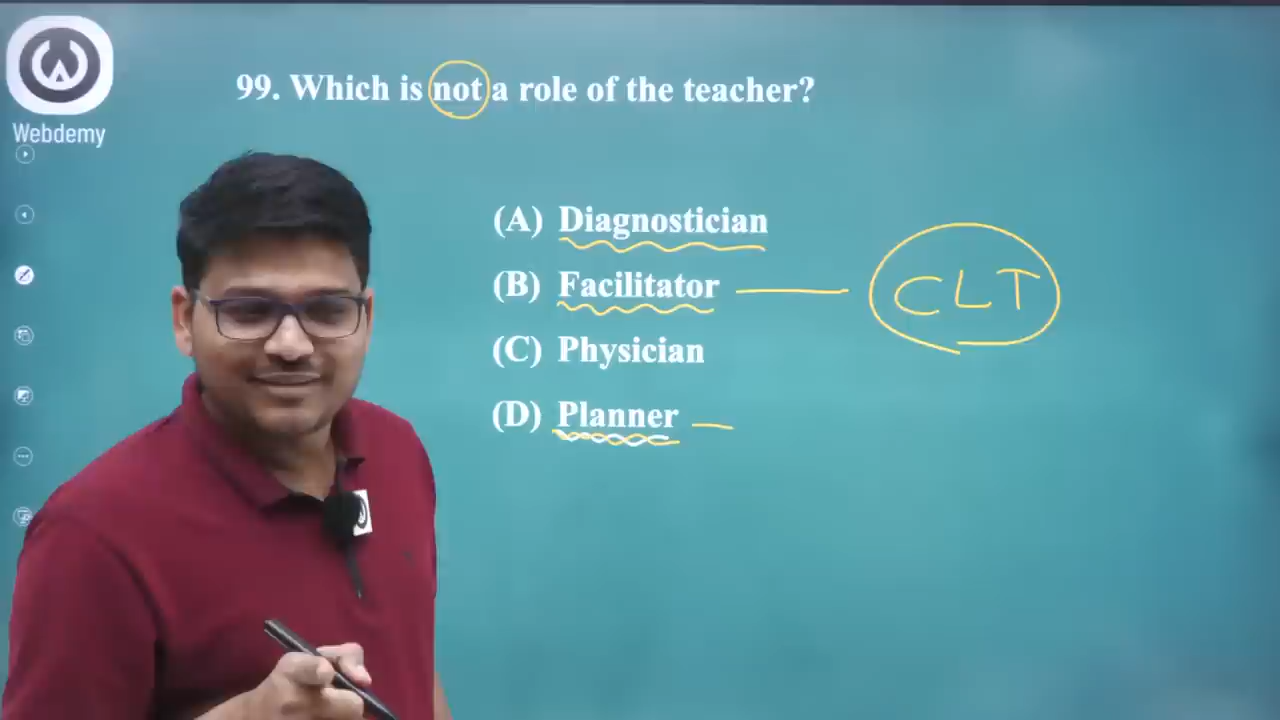 Webdemy
99. Which is not a role of the teacher?
(A) Diagnostician
(B) Facilitator
CLT
(C) Physician
(D) Planner